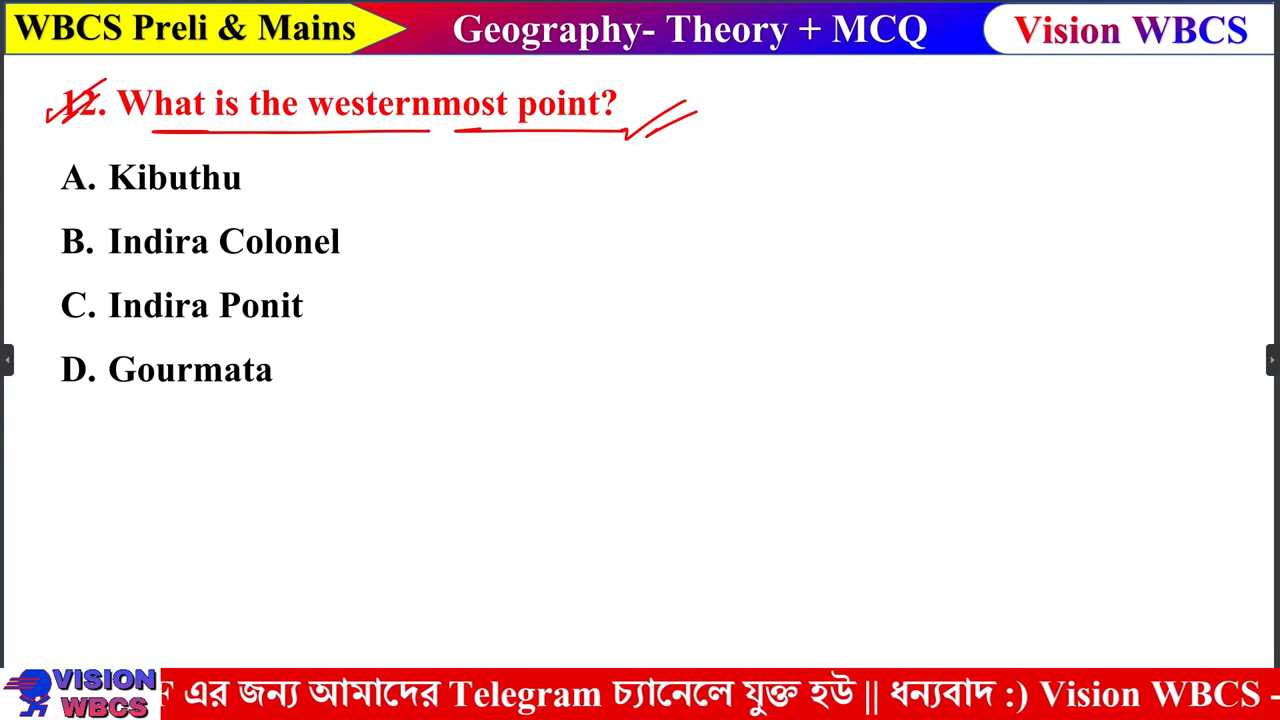 WBCS Preli & Mains
Geography- Theory + MCQ
Vision WBCS
12. What is the westernmost point?
A. Kibuthu
B. Indira Colonel
C. Indira Ponit
D. Gourmata
VISION WBCS
F এর জন্য আমাদের Telegram চ্যানেলে যুক্ত হউ || ধন্যবাদ :) Vision WBCS -